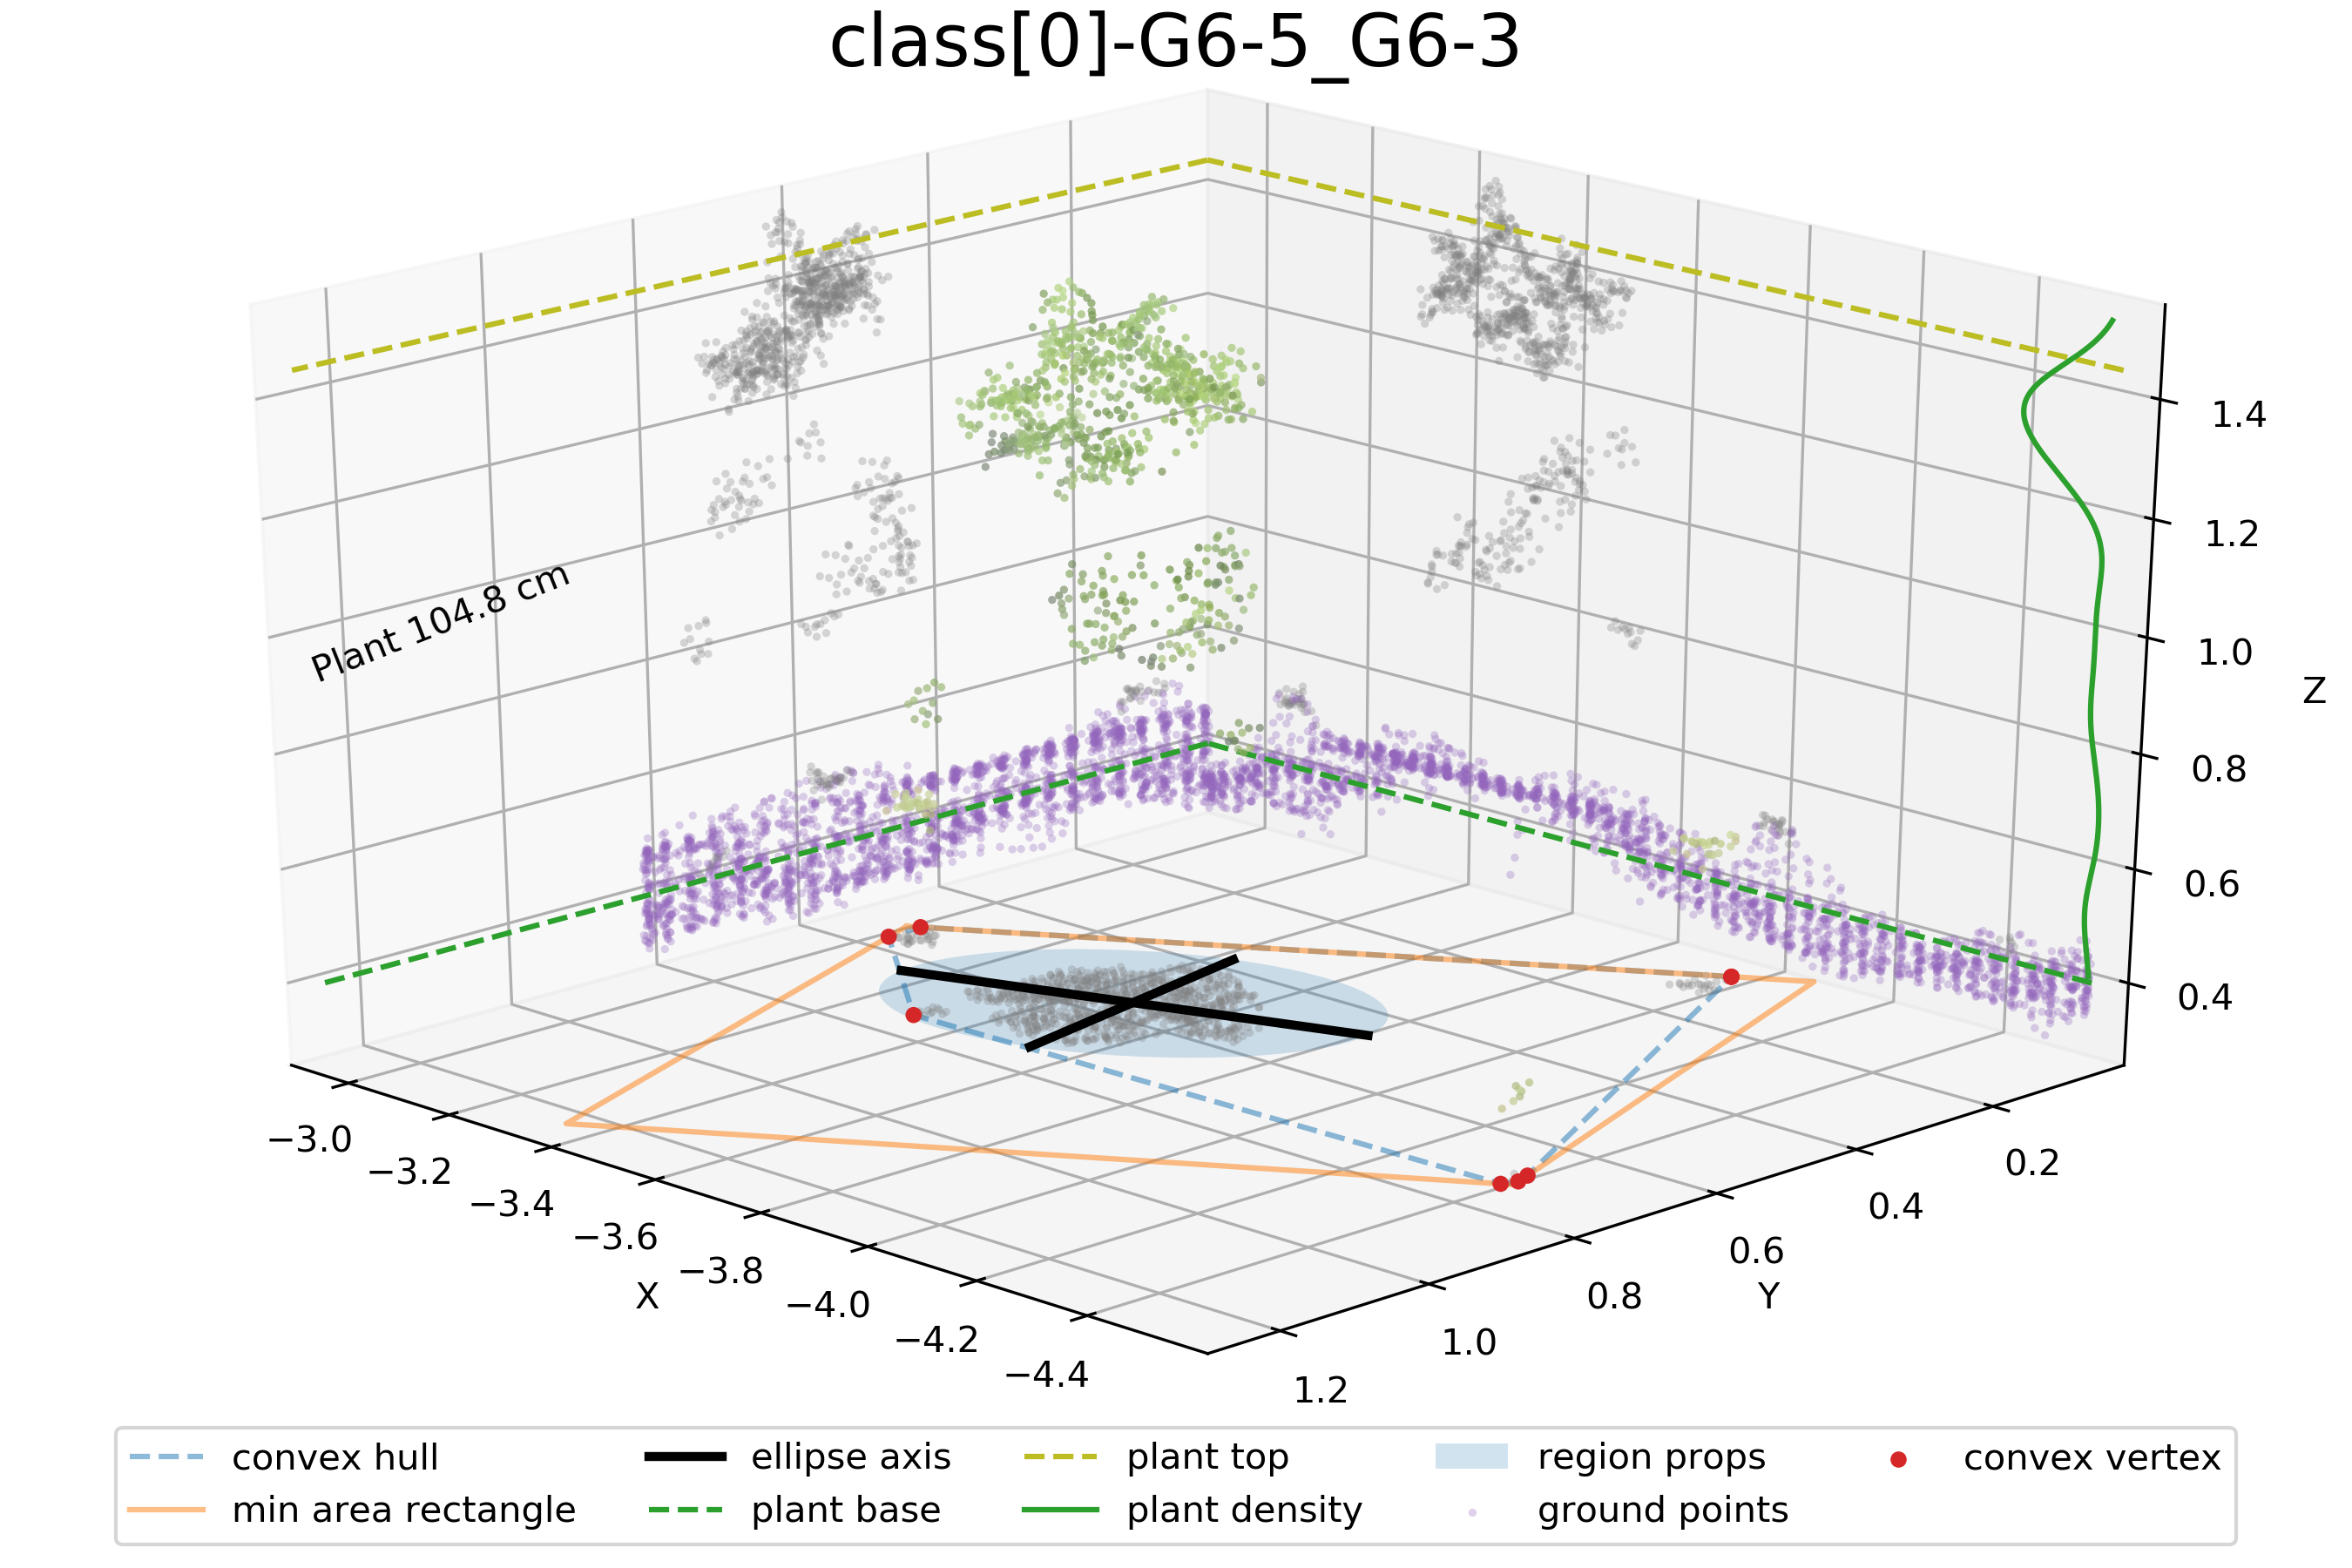 class[0]-G6-5_G6-3
Plant 104.8 cm
1.4
1.2
1.0
0.8
0.6
0.4
Z
−3.0
−3.2
−3.4
−3.6
−3.8
−4.0
−4.2
−4.4
X
0.2
0.4
0.6
0.8
1.0
1.2
Y
convex hull
min area rectangle
ellipse axis
plant base
plant top
plant density
region props
ground points
convex vertex